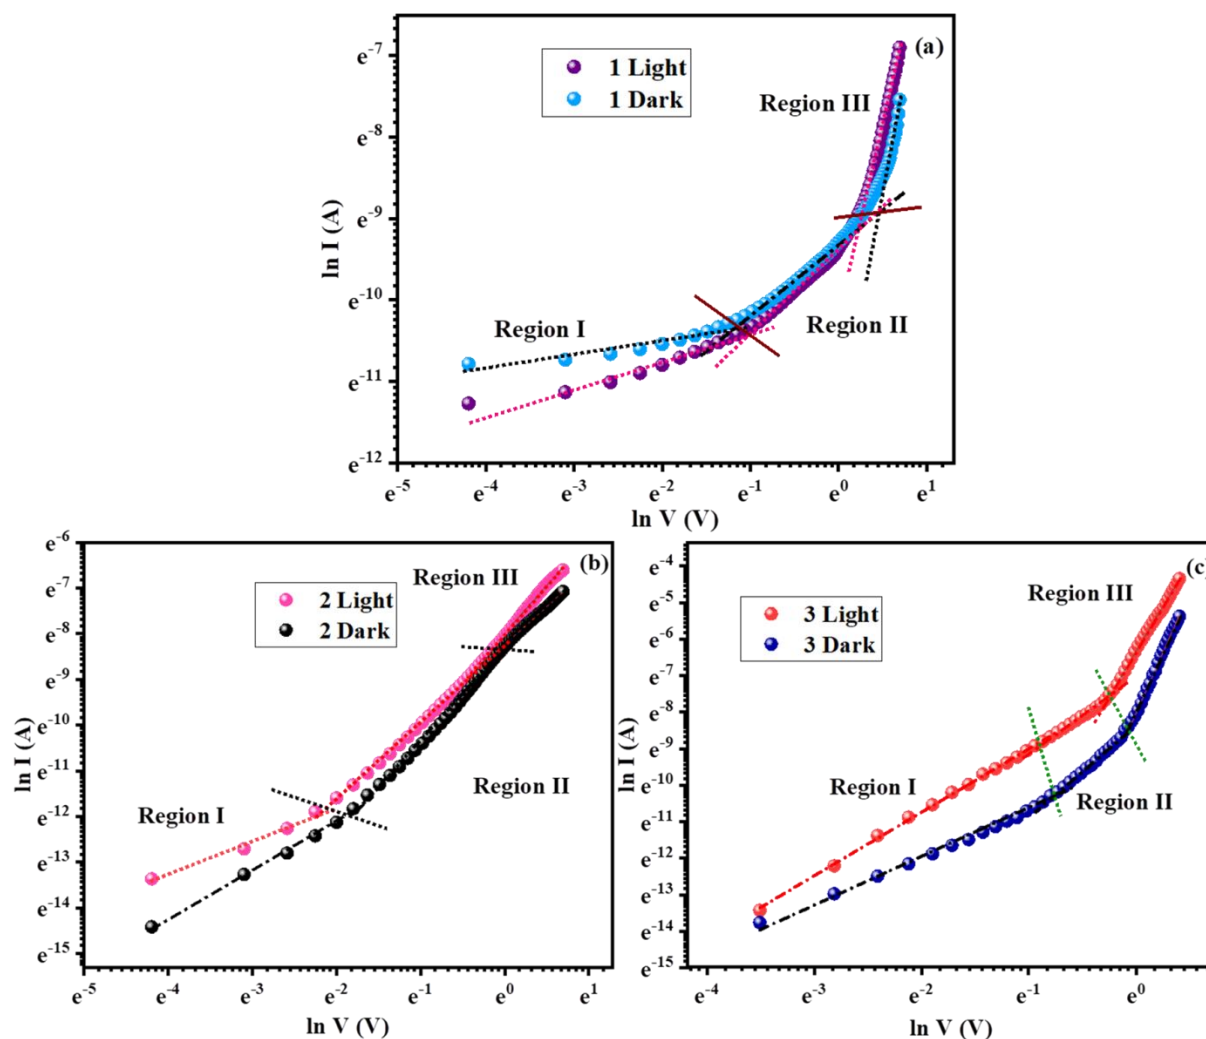 (a)
1 Light
1 Dark
Region III
Region I
Region II
ln I (A)
e⁻⁷
e⁻⁸
e⁻⁹
e⁻¹⁰
e⁻¹¹
e⁻¹²
e⁻⁵ e⁻⁴ e⁻³ e⁻² e⁻¹ e⁰ e¹
ln V (V)
(b)
2 Light
2 Dark
Region III
Region I
Region II
ln I (A)
e⁻⁶
e⁻⁷
e⁻⁸
e⁻⁹
e⁻¹⁰
e⁻¹¹
e⁻¹²
e⁻¹³
e⁻¹⁴
e⁻¹⁵
e⁻⁵ e⁻⁴ e⁻³ e⁻² e⁻¹ e⁰ e¹
ln V (V)
(c)
3 Light
3 Dark
Region III
Region I
Region II
ln I (A)
e⁻⁴
e⁻⁵
e⁻⁶
e⁻⁷
e⁻⁸
e⁻⁹
e⁻¹⁰
e⁻¹¹
e⁻¹²
e⁻¹³
e⁻¹⁴
e⁻¹⁵
e⁻⁴ e⁻² e⁻¹ e⁰
ln V (V)